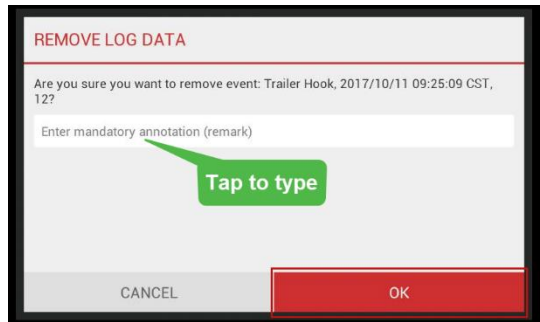 REMOVE LOG DATA
Are you sure you want to remove event: Trailer Hook, 2017/10/11 09:25:09 CST,
12?
Enter mandatory annotation (remark)
Tap to type
CANCEL
OK